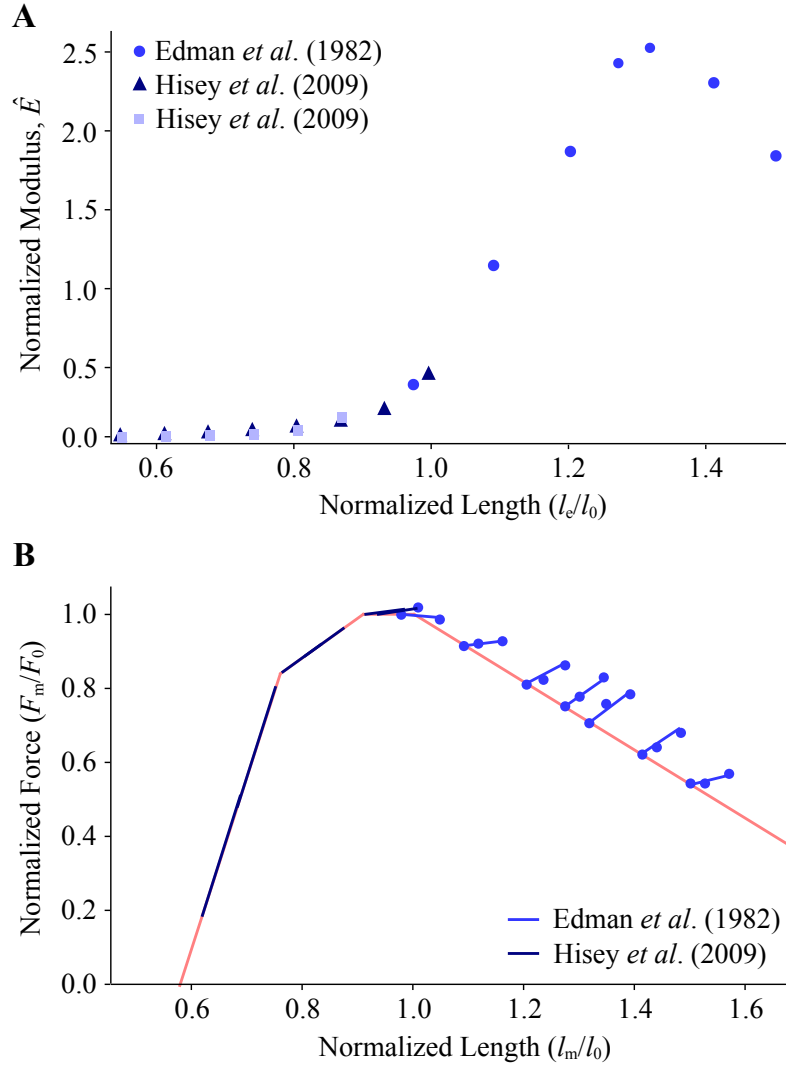 A
Normalized Modulus, Ê
2.5
2.0
1.5
1.0
0.5
0.0
Edman et al. (1982)
Hisey et al. (2009)
Hisey et al. (2009)
0.6 0.8 1.0 1.2 1.4
Normalized Length (lₑ/l₀)
B
Normalized Force (Fₘ/F₀)
1.0
0.8
0.6
0.4
0.2
0.0
Edman et al. (1982)
Hisey et al. (2009)
0.6 0.8 1.0 1.2 1.4 1.6
Normalized Length (lₘ/l₀)